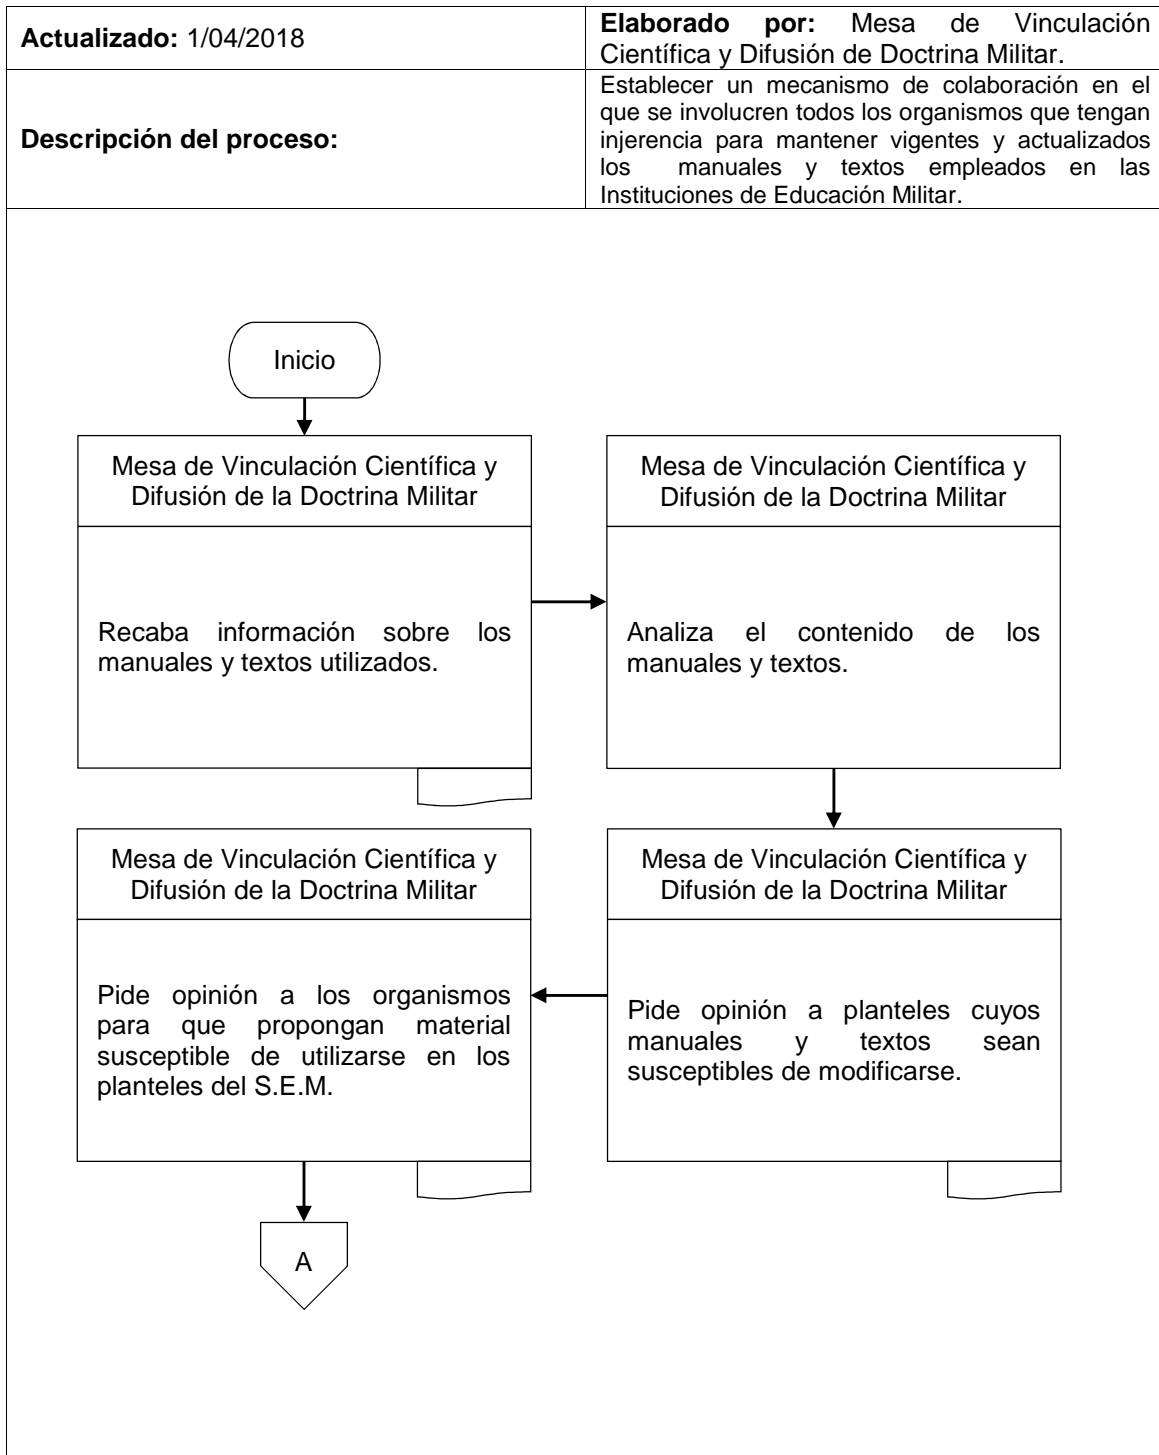 Actualizado: 1/04/2018
Elaborado por: Mesa de Vinculación
Científica y Difusión de Doctrina Militar.
Descripción del proceso:
Establecer un mecanismo de colaboración en el
que se involucren todos los organismos que tengan
injerencia para mantener vigentes y actualizados
los manuales y textos empleados en las
Instituciones de Educación Militar.
Inicio
Mesa de Vinculación Científica y
Difusión de la Doctrina Militar
Recaba información sobre los
manuales y textos utilizados.
Mesa de Vinculación Científica y
Difusión de la Doctrina Militar
Analiza el contenido de los
manuales y textos.
Mesa de Vinculación Científica y
Difusión de la Doctrina Militar
Pide opinión a planteles cuyos
manuales y textos sean
susceptibles de modificarse.
Mesa de Vinculación Científica y
Difusión de la Doctrina Militar
Pide opinión a los organismos
para que propongan material
susceptible de utilizarse en los
planteles del S.E.M.
A